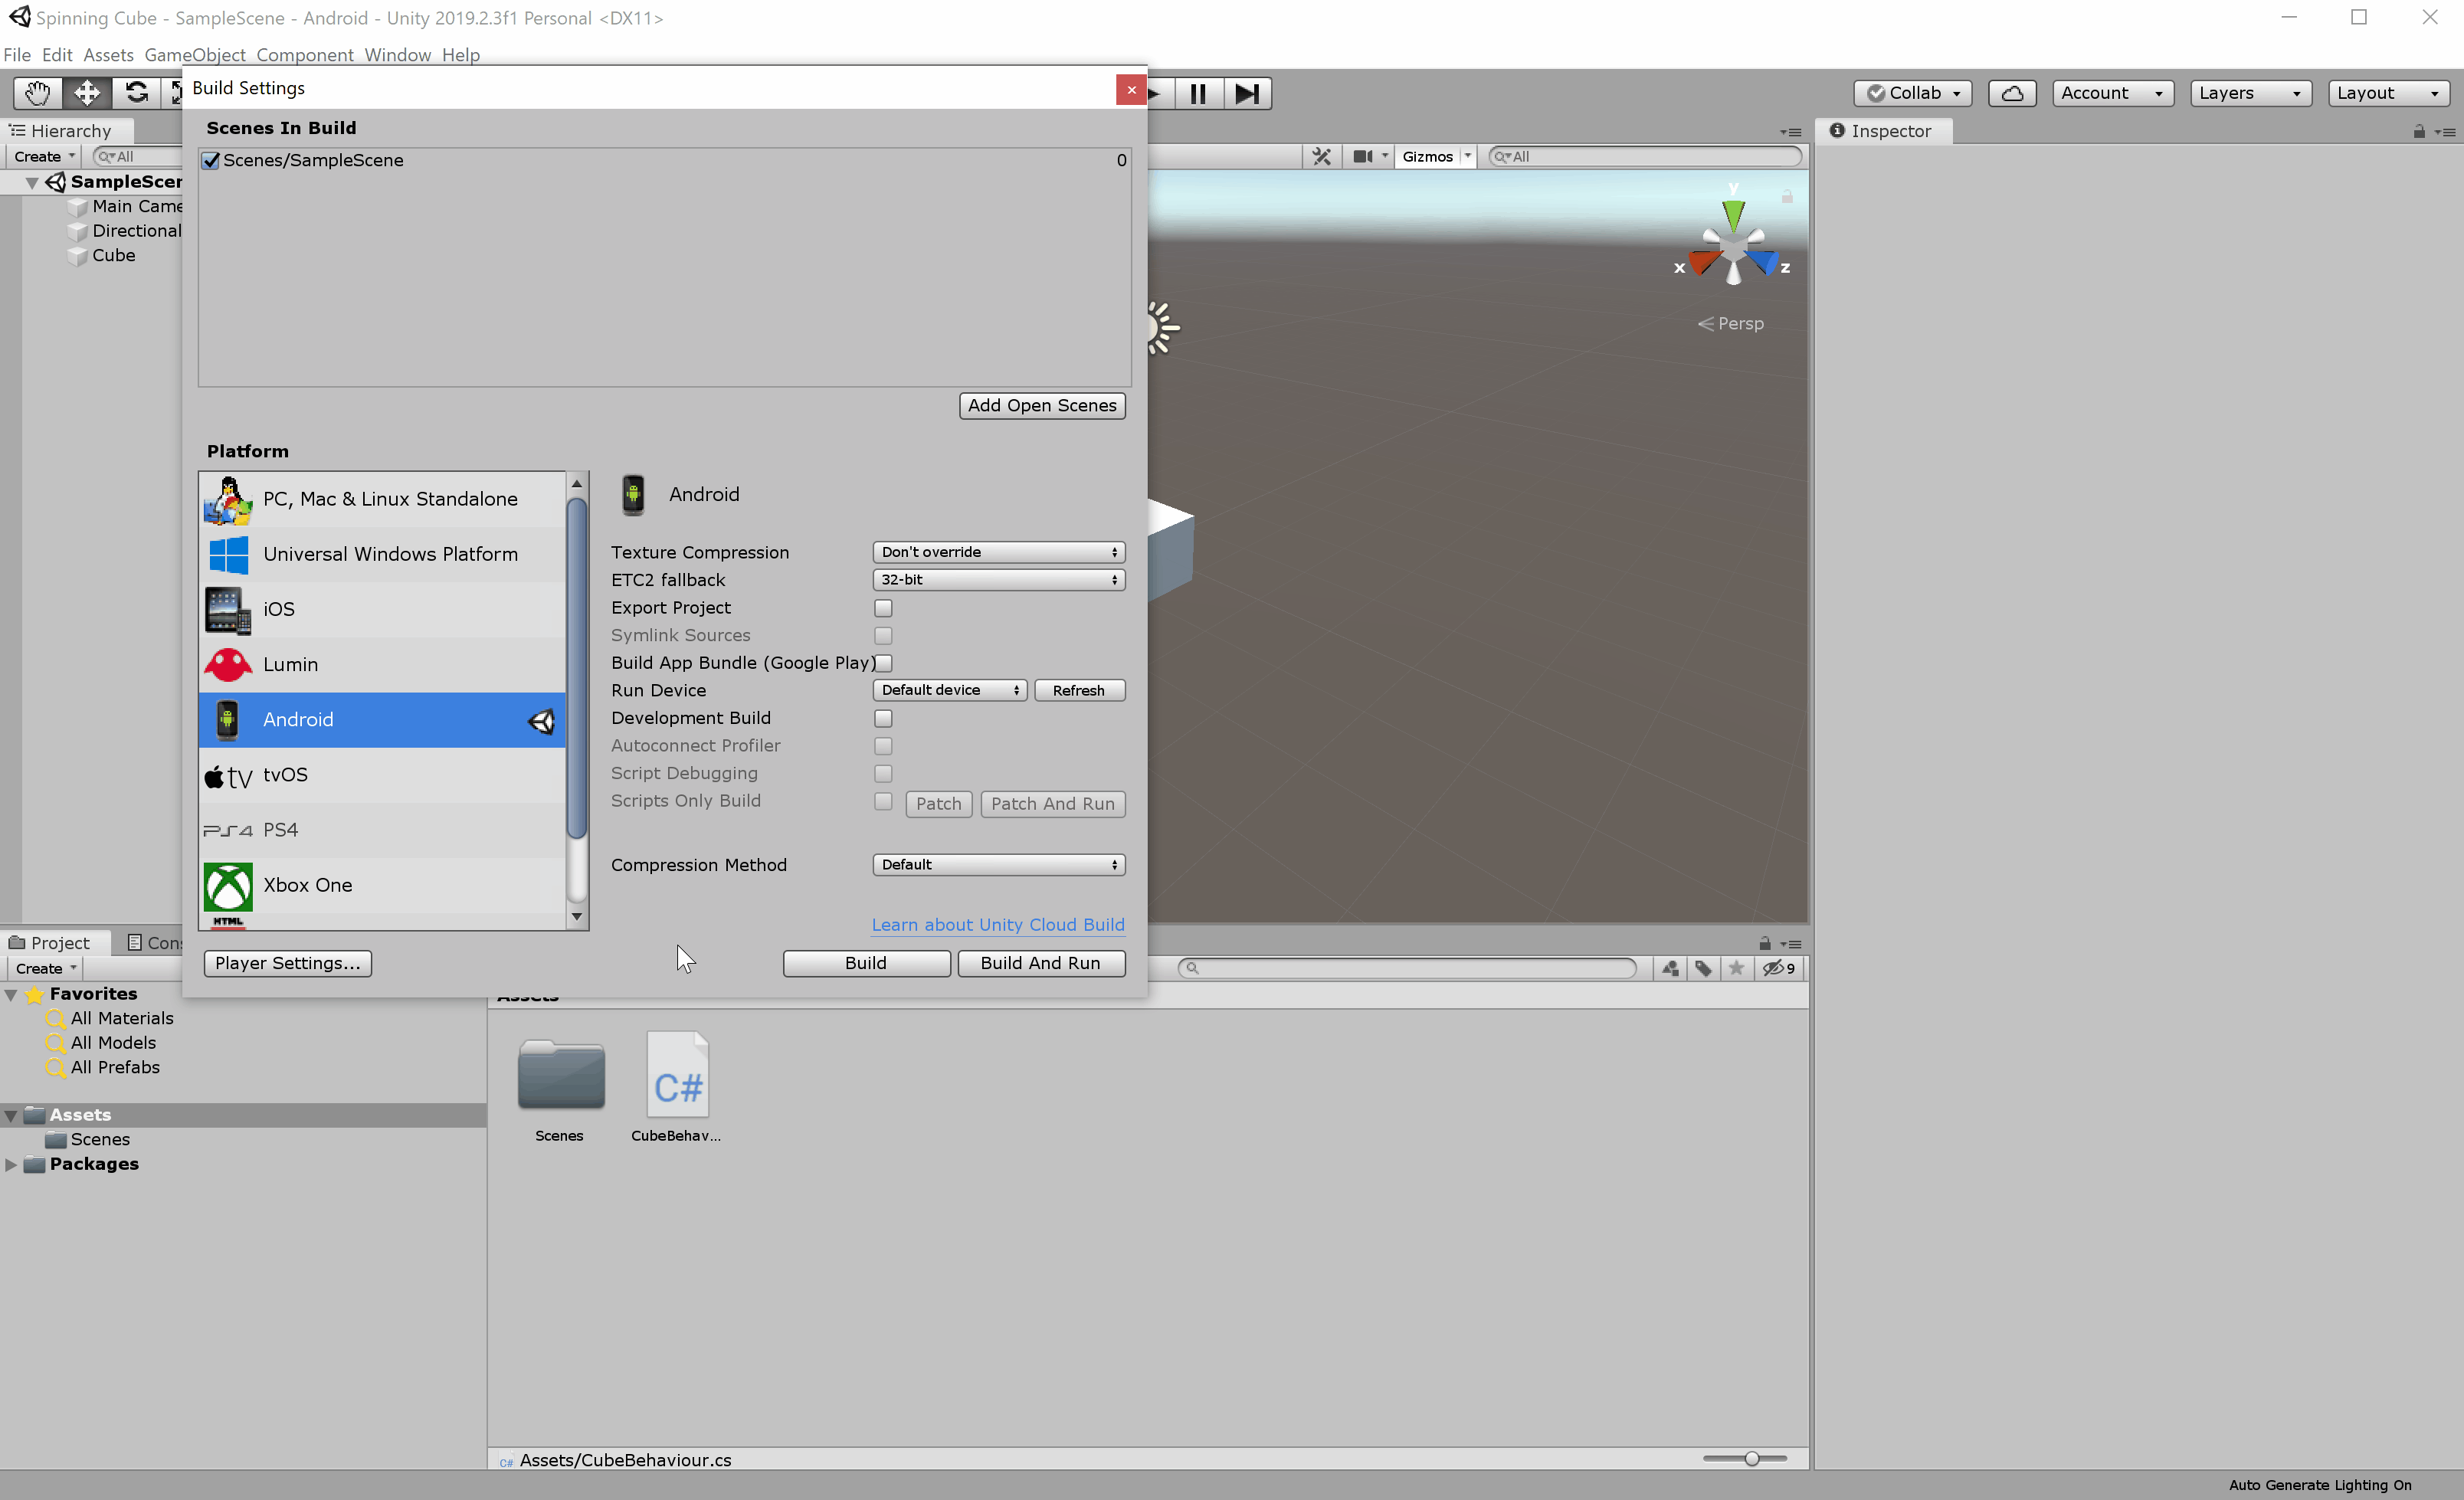 Spinning Cube - SampleScene - Android - Unity 2019.2.3f1 Personal <DX11>
File Edit Assets GameObject Component Window Help
Build Settings
Collab
Account
Layers
Layout
Hierarchy
Create
All
SampleScen
Main Came
Directional
Cube
Scenes In Build
Scenes/SampleScene 0
Add Open Scenes
Platform
PC, Mac & Linux Standalone
Universal Windows Platform
iOS
Lumin
Android
tv tvOS
PS4 PS4
Xbox One
HTML
Player Settings...
Android
Texture Compression Don't override
ETC2 fallback 32-bit
Export Project
Symlink Sources
Build App Bundle (Google Play)
Run Device Default device Refresh
Development Build
Autoconnect Profiler
Script Debugging
Scripts Only Build Patch Patch And Run
Compression Method Default
Learn about Unity Cloud Build
Build Build And Run
Gizmos All
y
x z
Persp
Inspector
Project Cons
Create
9
Favorites
All Materials
All Models
All Prefabs
Assets
Scenes
Packages
Assets
C#
Scenes CubeBehav...
C# Assets/CubeBehaviour.cs
Auto Generate Lighting On